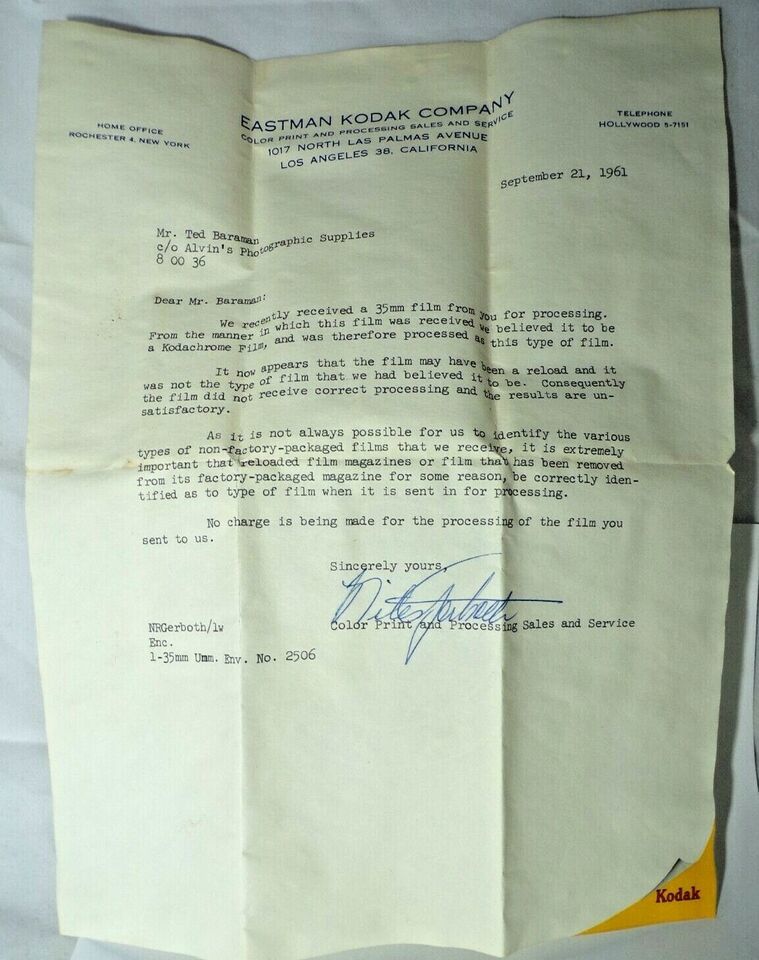 HOME OFFICE
ROCHESTER 4, NEW YORK
EASTMAN KODAK COMPANY
COLOR PRINT AND PROCESSING SALES AND SERVICE
1017 NORTH LAS PALMAS AVENUE
LOS ANGELES 38, CALIFORNIA
TELEPHONE
HOLLYWOOD 5-7151
September 21, 1961
Mr. Ted Baraman
c/o Alvin's Photographic Supplies
8 00 36
Dear Mr. Baraman:
We recently received a 35mm film from you for processing.
From the manner in which this film was received we believed it to be
a Kodachrome Film, and was therefore processed as this type of film.
It now appears that the film may have been a reload and it
was not the type of film that we had believed it to be. Consequently
the film did not receive correct processing and the results are un-
satisfactory.
As it is not always possible for us to identify the various
types of non-factory-packaged films that we receive, it is extremely
important that reloaded film magazines or film that has been removed
from its factory-packaged magazine for some reason, be correctly iden-
tified as to type of film when it is sent in for processing.
No charge is being made for the processing of the film you
sent to us.
Sincerely yours,
Color Print and Processing Sales and Service
NRGerboth/lw
Enc.
1-35mm Umm. Env. No. 2506
Kodak